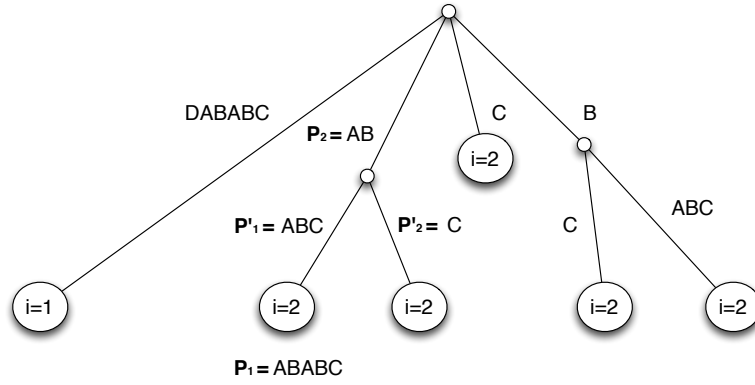 DABABC
P₂ = AB
C
i=2
B
P'₁ = ABC
P'₂ = C
C
ABC
i=1
i=2
i=2
i=2
i=2
P₁ = ABABC